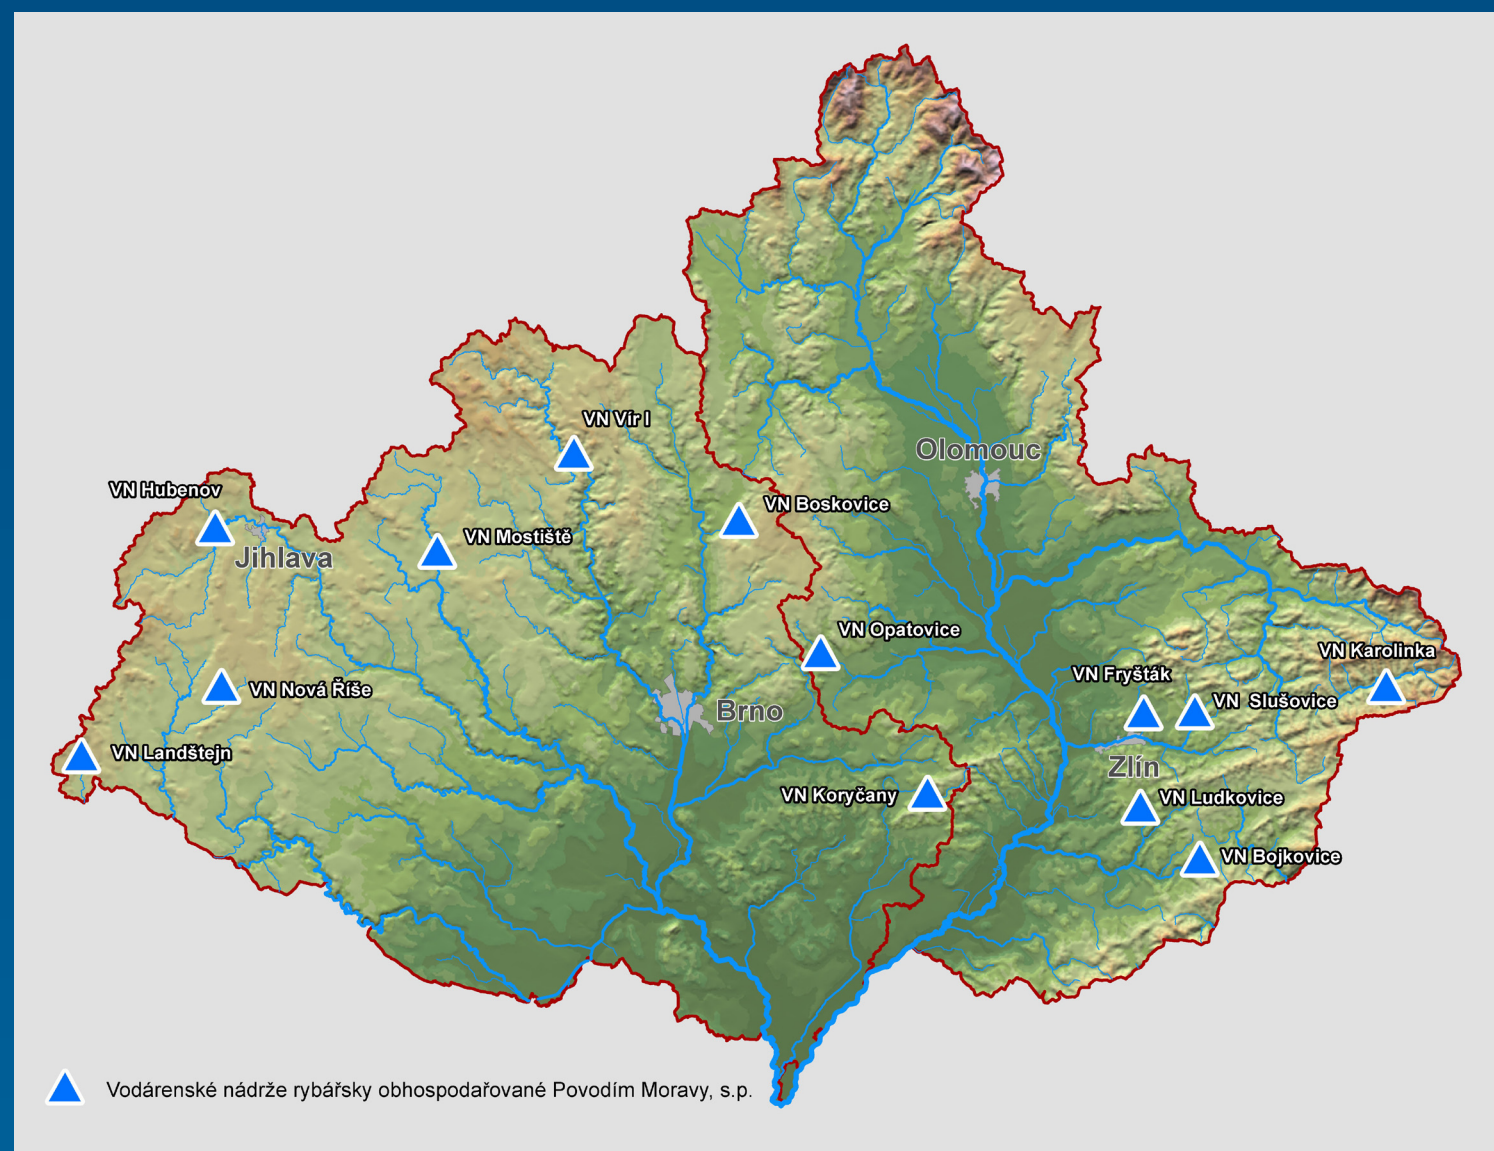 VN Vír I
Olomouc
VN Hubenov
VN Boskovice
VN Mostiště
Jihlava
VN Opatovice
VN Karolinka
VN Fryšták
VN Nová Říše
VN Slušovice
Brno
VN Landštejn
Zlín
VN Koryčany
VN Ludkovice
VN Bojkovice
Vodárenské nádrže rybářsky obhospodařované Povodím Moravy, s.p.